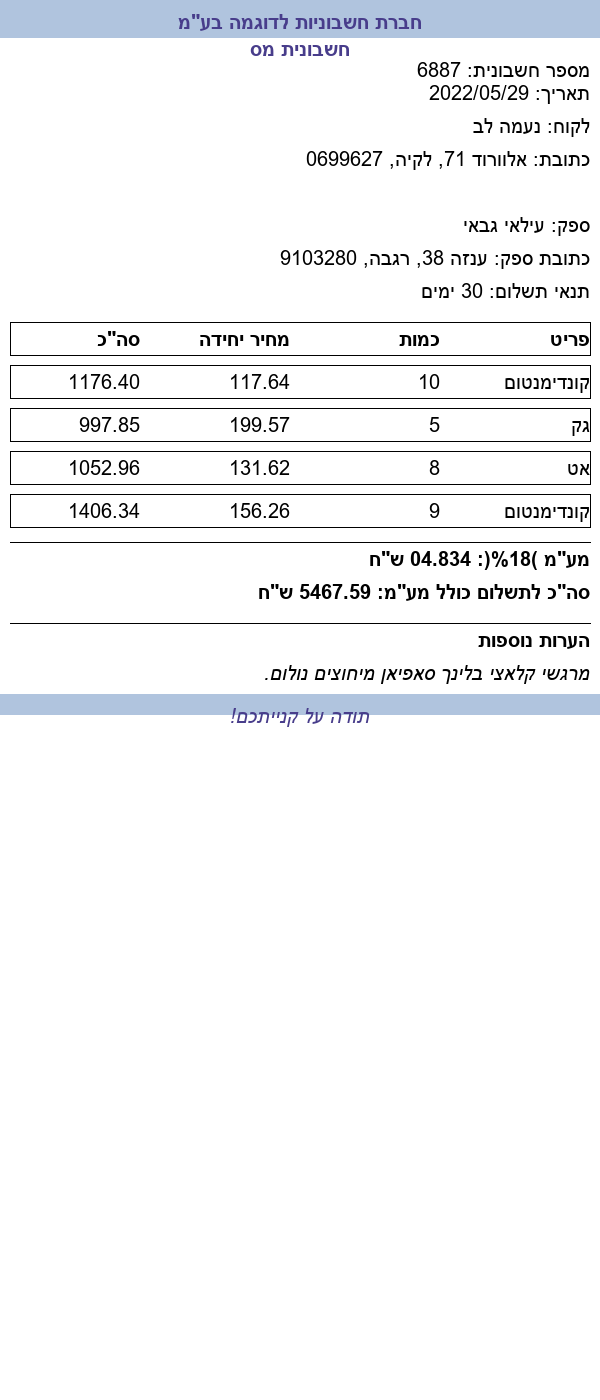 חברת חשבוניות לדוגמה בע"מ
חשבונית מס
מספר חשבונית: 6887
תאריך: 2022/05/29
לקוח: נעמה לב
כתובת: אלוורוד 71, לקיה, 0699627
ספק: עילאי גבאי
כתובת ספק: ענזה 38, רגבה, 9103280
תנאי תשלום: 30 ימים
פריט כמות מחיר יחידה סה"כ
קונדימנטום 10 117.64 1176.40
גק 5 199.57 997.85
אט 8 131.62 1052.96
קונדימנטום 9 156.26 1406.34
מע"מ )18%(: 04.834 ש"ח
סה"כ לתשלום כולל מע"מ: 5467.59 ש"ח
הערות נוספות
מרגשי קלאצי בלינך סאפיאן מיחוצים נולום.
תודה על קנייתכם!